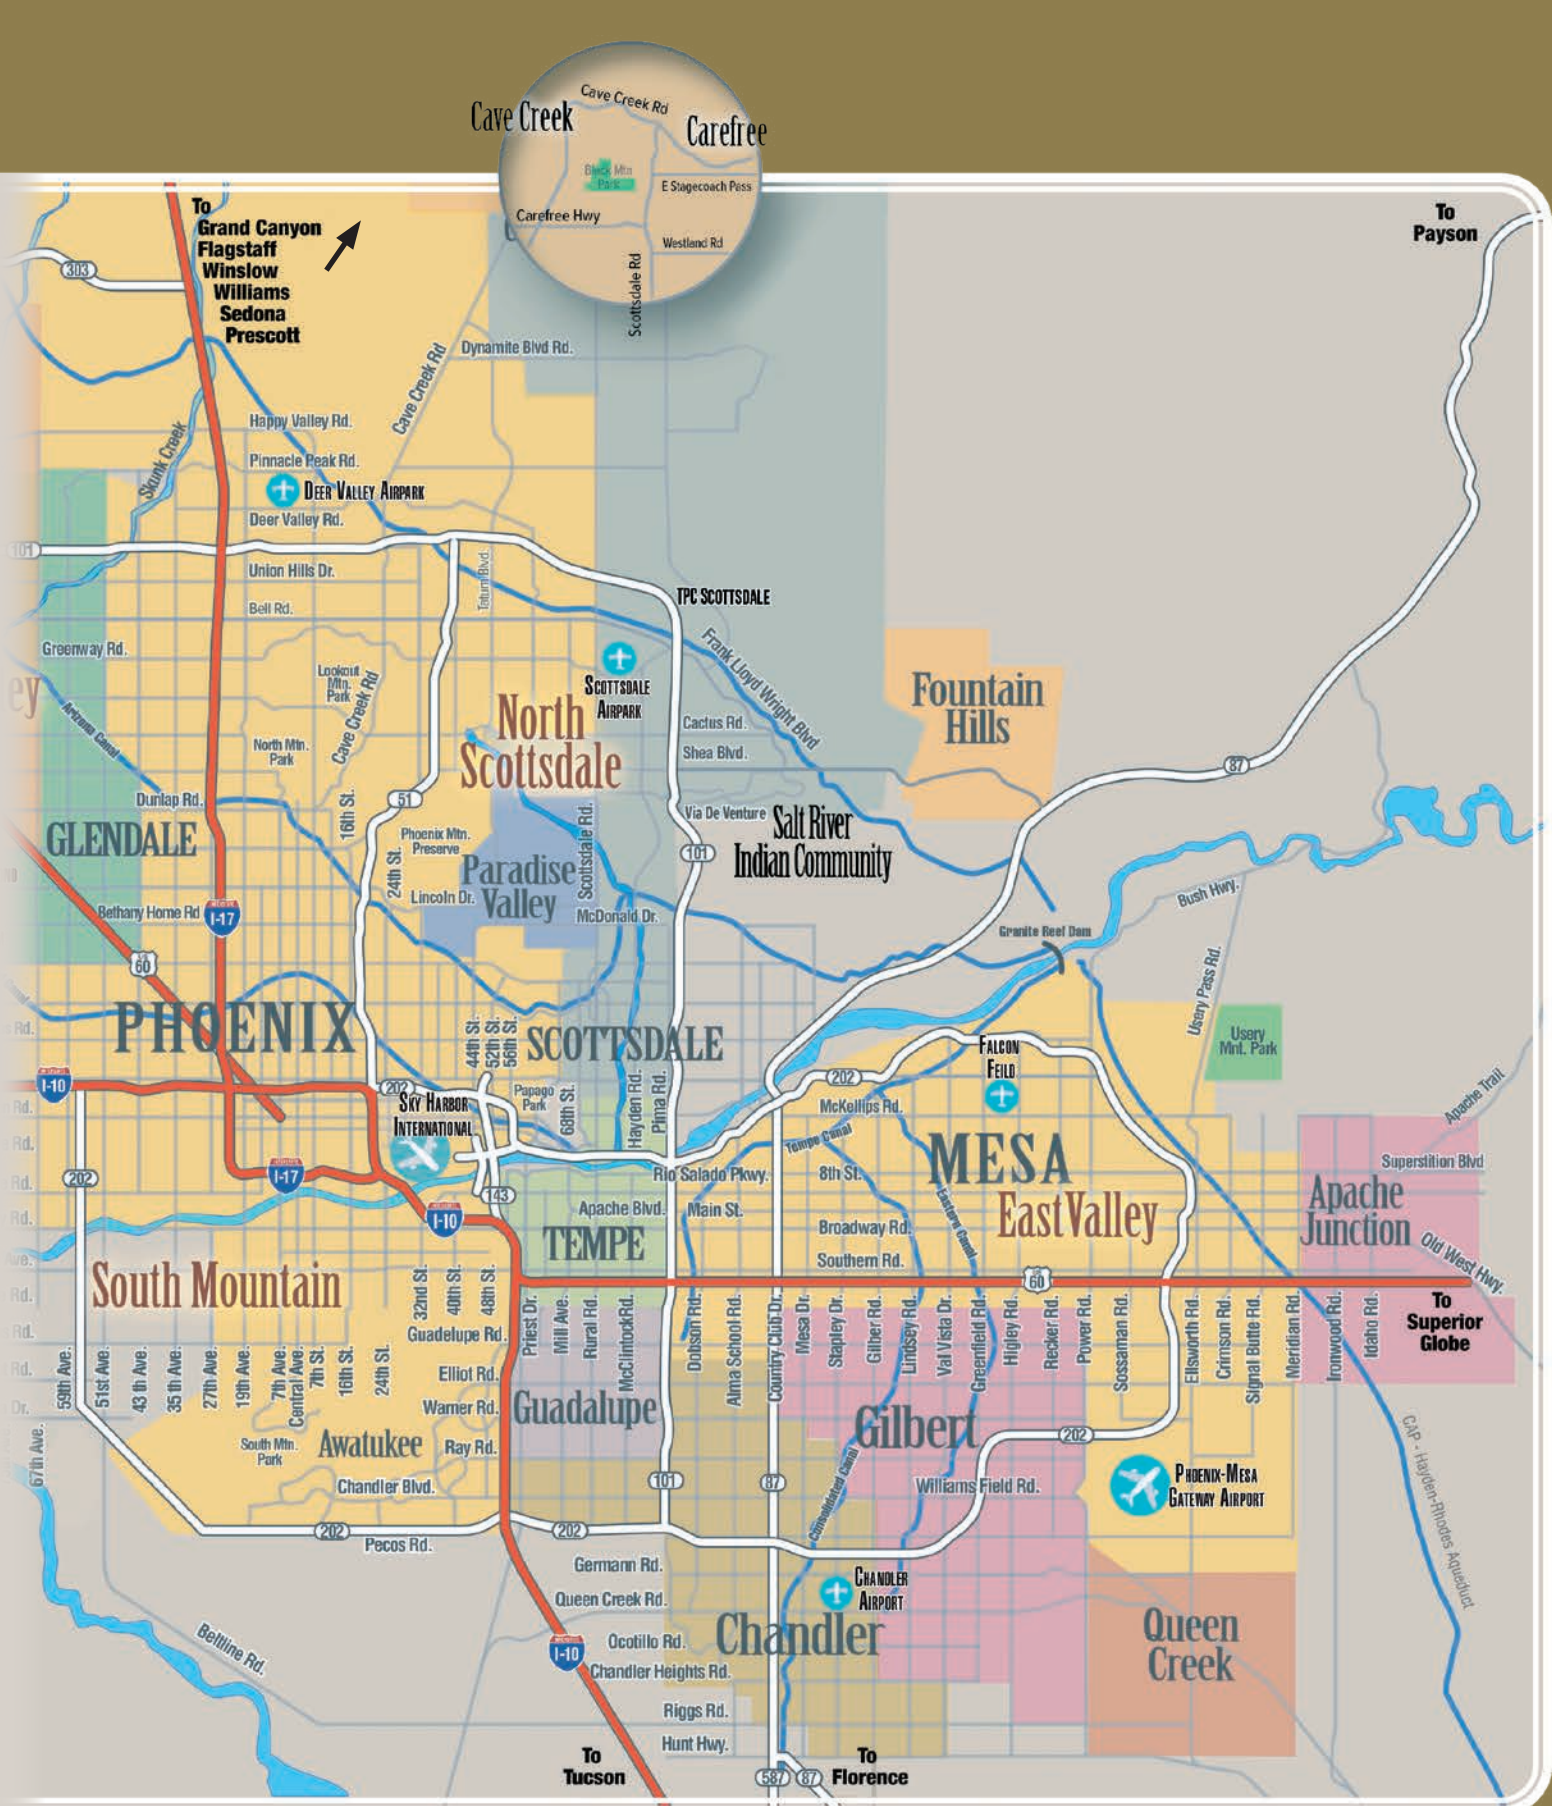 Cave Creek Rd
Cave Creek
Carefree
Black Mtn
Park
E Stagecoach Pass
Carefree Hwy
Westland Rd
Scottsdale Rd
To
Grand Canyon
Flagstaff
Winslow
Williams
Sedona
Prescott
To
Payson
303
Dynamite Blvd Rd.
Cave Creek Rd
Happy Valley Rd.
Skunk Creek
Pinnacle Peak Rd.
DEER VALLEY AIRPARK
Deer Valley Rd.
101
Union Hills Dr.
Tatum Blvd.
Bell Rd.
TPC SCOTTSDALE
Greenway Rd.
Lookout
Mtn.
Park
Cave Creek Rd
SCOTTSDALE
AIRPARK
Frank Lloyd Wright Blvd
Fountain
Hills
ey
Arizona Canal
North
Scottsdale
Cactus Rd.
Shea Blvd.
North Mtn.
Park
87
Dunlap Rd.
16th St.
51
Via De Venture
Salt River
Indian Community
GLENDALE
Phoenix Mtn.
Preserve
Scottsdale Rd.
101
24th St.
Paradise
Valley
Lincoln Dr.
Bethany Home Rd
I-17
McDonald Dr.
Bush Hwy.
Granite Reef Dam
60
Usery Pass Rd.
PHOENIX
Rd.
44th St.
52nd St.
56th St.
SCOTTSDALE
FALCON
FEILD
Usery
Mnt. Park
I-10
202
Papago
Park
202
Apache Trail
SKY HARBOR
INTERNATIONAL
68th St.
Hayden Rd.
Pima Rd.
McKellips Rd.
Rd.
Tempe Canal
MESA
Rd.
202
I-17
Rio Salado Pkwy.
8th St.
Superstition Blvd
Rd.
143
I-10
Apache Blvd.
Main St.
Eastern Canal
East Valley
Apache
Junction
Rd.
TEMPE
Broadway Rd.
Southern Rd.
Old West Hwy.
ve.
South Mountain
60
Rd.
32nd St.
40th St.
48th St.
Priest Dr.
Mill Ave.
Rural Rd.
McClintock Rd.
Dobson Rd.
Alma School Rd.
Country Club Dr.
Mesa Dr.
Stapley Dr.
Gilber Rd.
Lindsey Rd.
Val Vista Dr.
Greenfield Rd.
Higley Rd.
Recker Rd.
Power Rd.
Sossaman Rd.
Ellsworth Rd.
Crimson Rd.
Signal Butte Rd.
Meridian Rd.
Ironwood Rd.
Idaho Rd.
To
Superior
Globe
Rd.
Guadelupe Rd.
Rd.
59th Ave.
51st Ave.
43 th Ave.
35 th Ave.
27th Ave.
19th Ave.
7th Ave.
Central Ave.
7th St.
16th St.
24th St.
Elliot Rd.
Dr.
Warner Rd.
Guadalupe
67th Ave.
South Mtn.
Park
Awatukee
Ray Rd.
Gilbert
202
Chandler Blvd.
101
87
Consolidated Canal
Williams Field Rd.
PHOENIX-MESA
GATEWAY AIRPORT
CAP - Hayden-Rhodes Aqueduct
202
Pecos Rd.
202
Germann Rd.
Queen Creek Rd.
CHANDLER
AIRPORT
Beltline Rd.
I-10
Ocotillo Rd.
Chandler
Chandler Heights Rd.
Queen
Creek
Riggs Rd.
Hunt Hwy.
To
Tucson
587
87
To
Florence